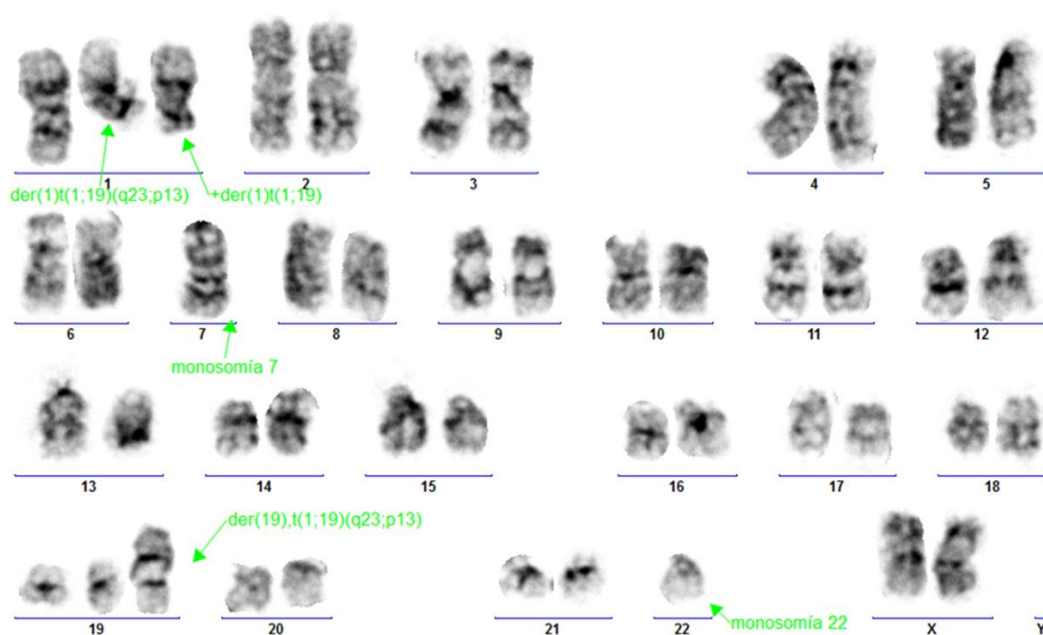 1 2 3 4 5
der(1)t(1;19)(q23;p13) +der(1)t(1;19)
6 7 8 9 10 11 12
monosomía 7
13 14 15 16 17 18
der(19),t(1;19)(q23;p13)
19 20 21 22 X Y
monosomía 22